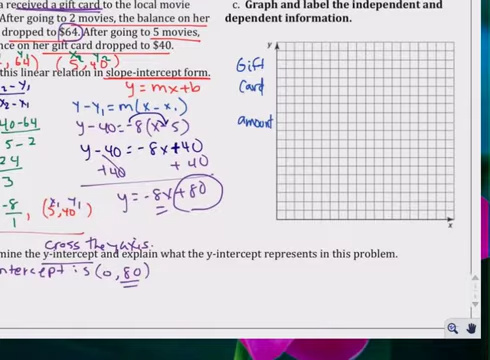 a received a gift card to the local movie
After going to 2 movies, the balance on her
dropped to $64. After going to 5 movies,
nce on her gift card dropped to $40.
, 64) (5, 40)
x₂ y₂
this linear relation in slope-intercept form.
y = mx + b
2 - y₁
x₂ - x₁
y - y₁ = m(x - x₁)
40 - 64
5 - 2
y - 40 = -8(x - 5)
24
3
y - 40 = -8x + 40
+40 + 40
-8
1
, (5, 40)
x₁ y₁
y = -8x + 80
cross the y axis.
mine the y-intercept and explain what the y-intercept represents in this problem.
ntercept is (0, 80)
c. Graph and label the independent and
dependent information.
y
Gift
Card
amount
x